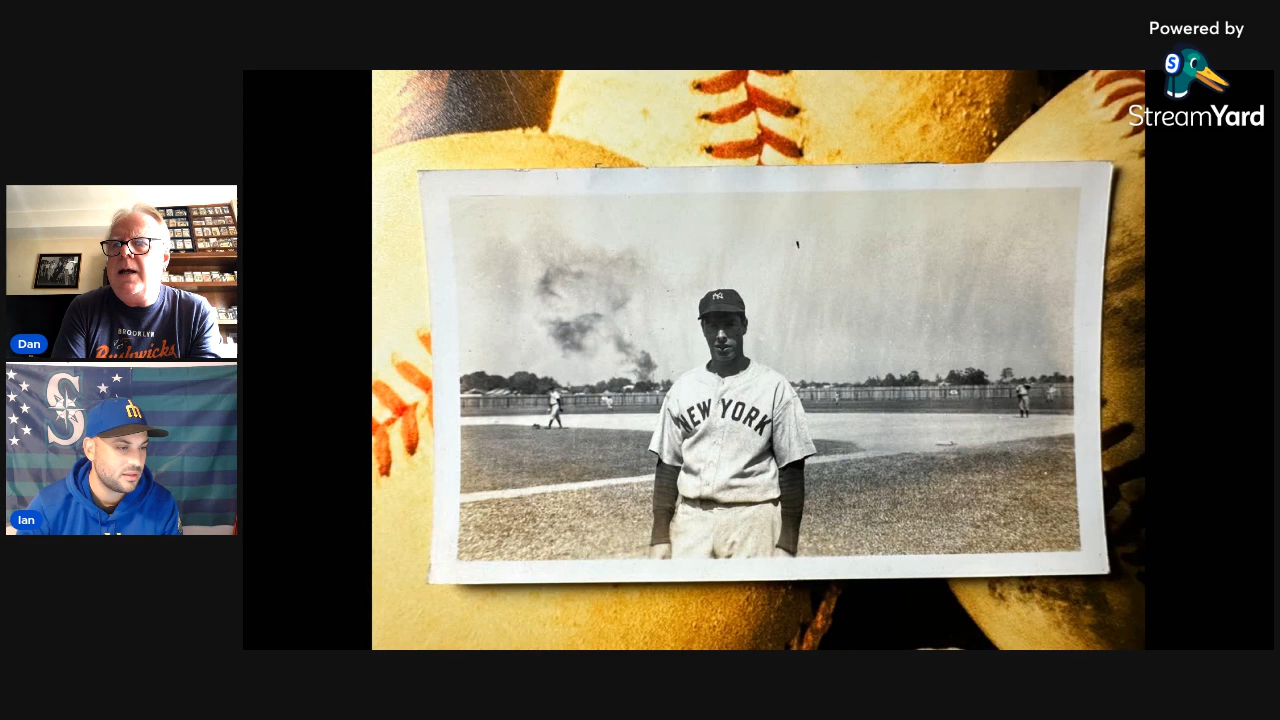 Powered by
S
StreamYard
BROOKLYN
Bushwicks
Dan
S
Ian
NY
NEW YORK